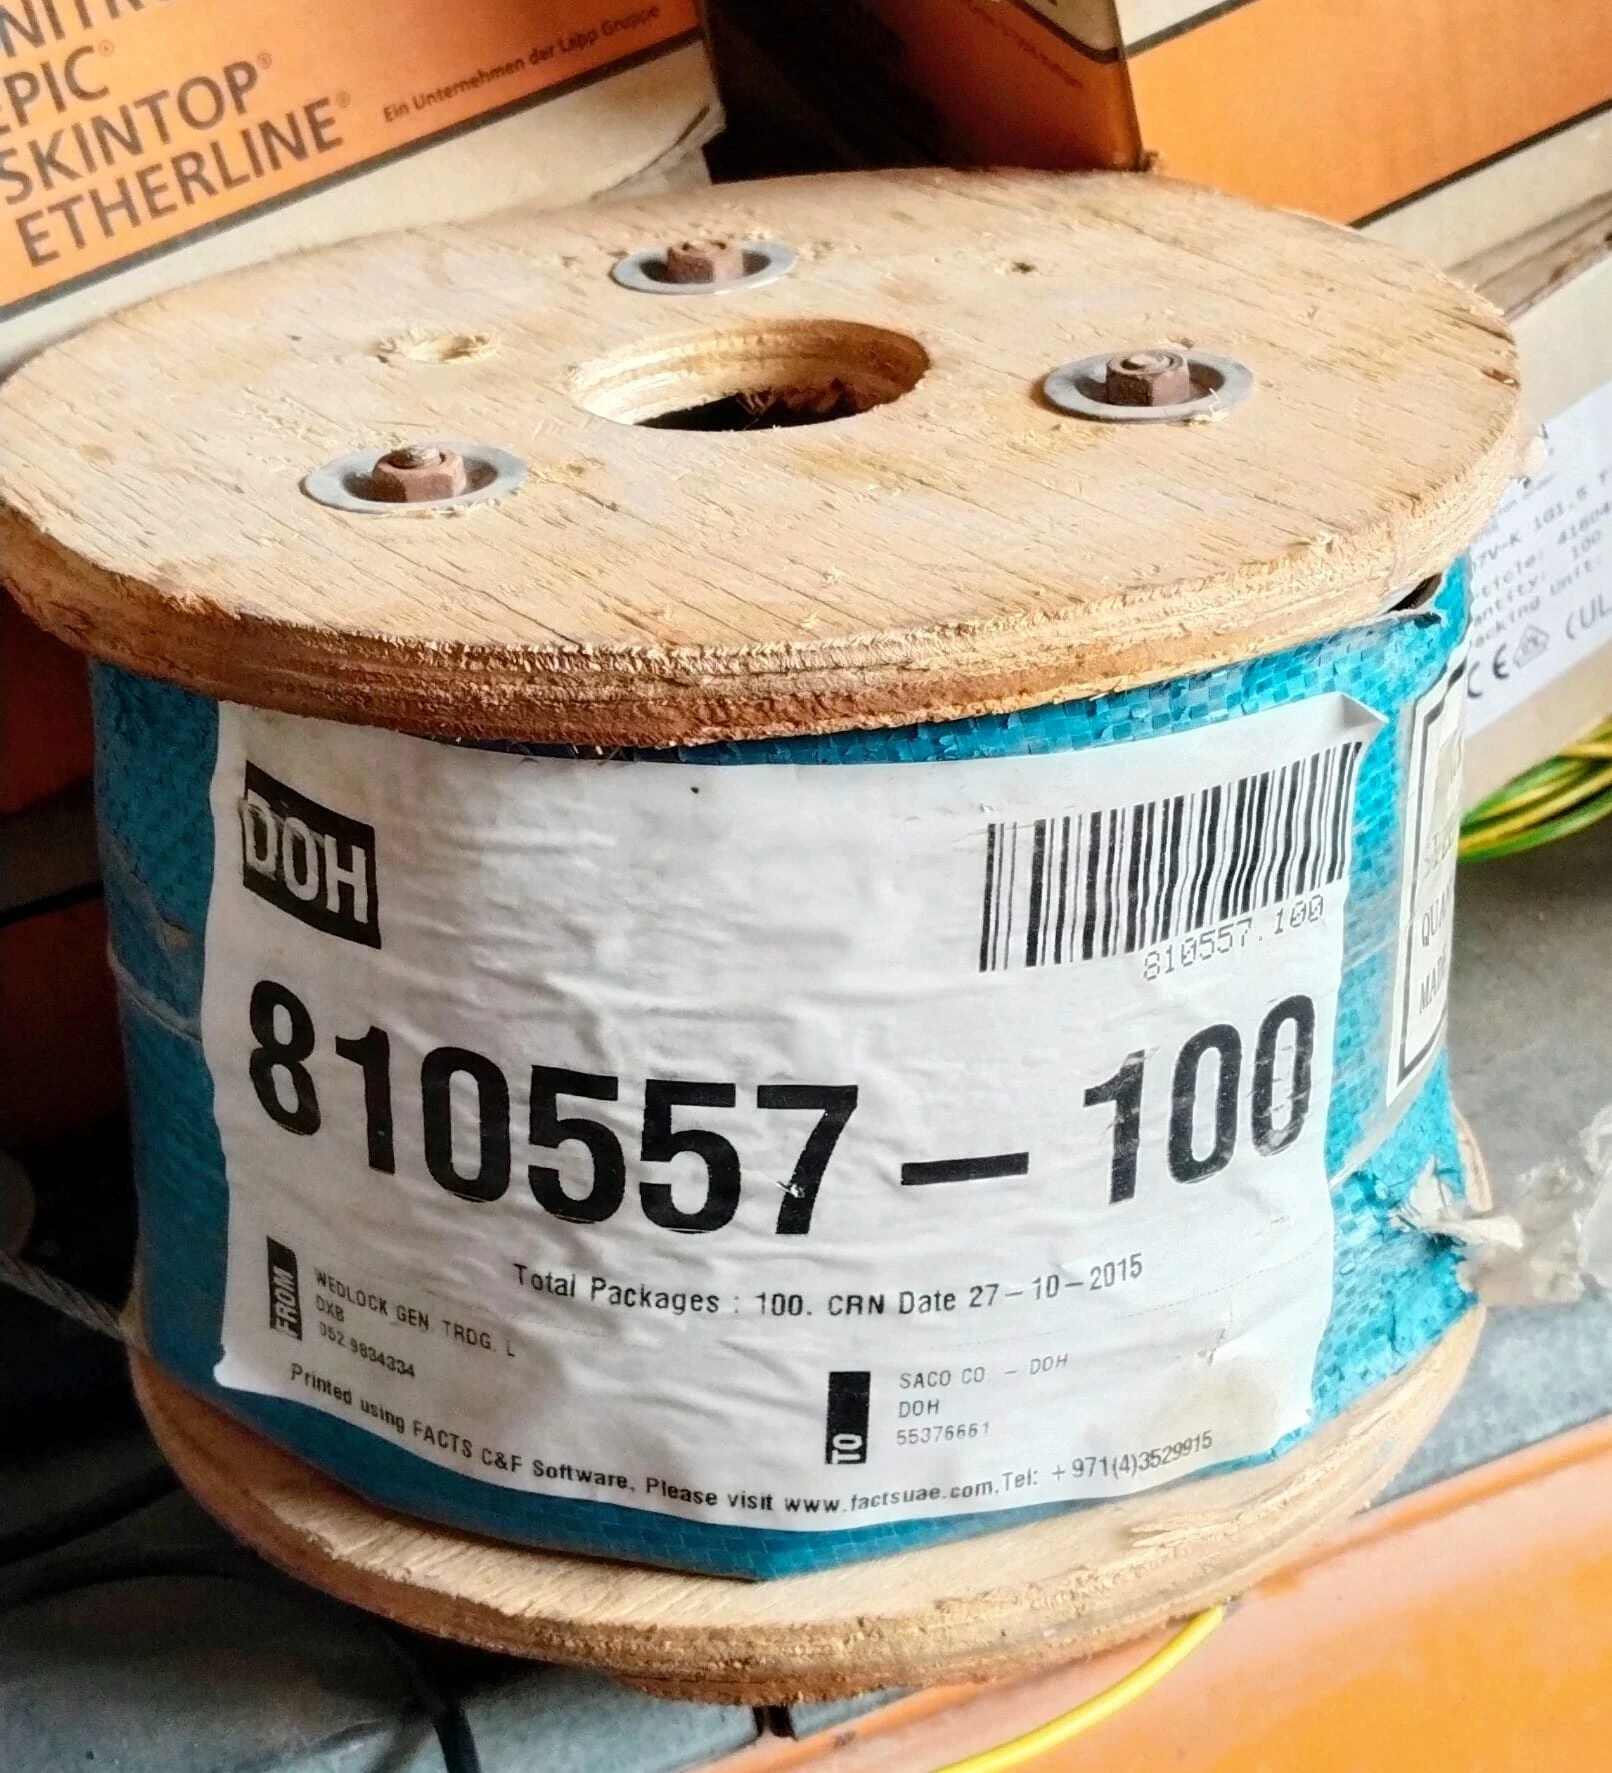 EPIC®
SKINTOP®
ETHERLINE®
Ein Unternehmen der Lapp Gruppe
DOH
810557.100
810557-100
Total Packages : 100. CRN Date 27-10-2015
FROM
WEDLOCK GEN. TRDG. L
DXB
052 9834334
TO
SACO CO. - DOH
DOH
55376661
Printed using FACTS C&F Software, Please visit www.factsuae.com.Tel: +971(4)3529915
CE